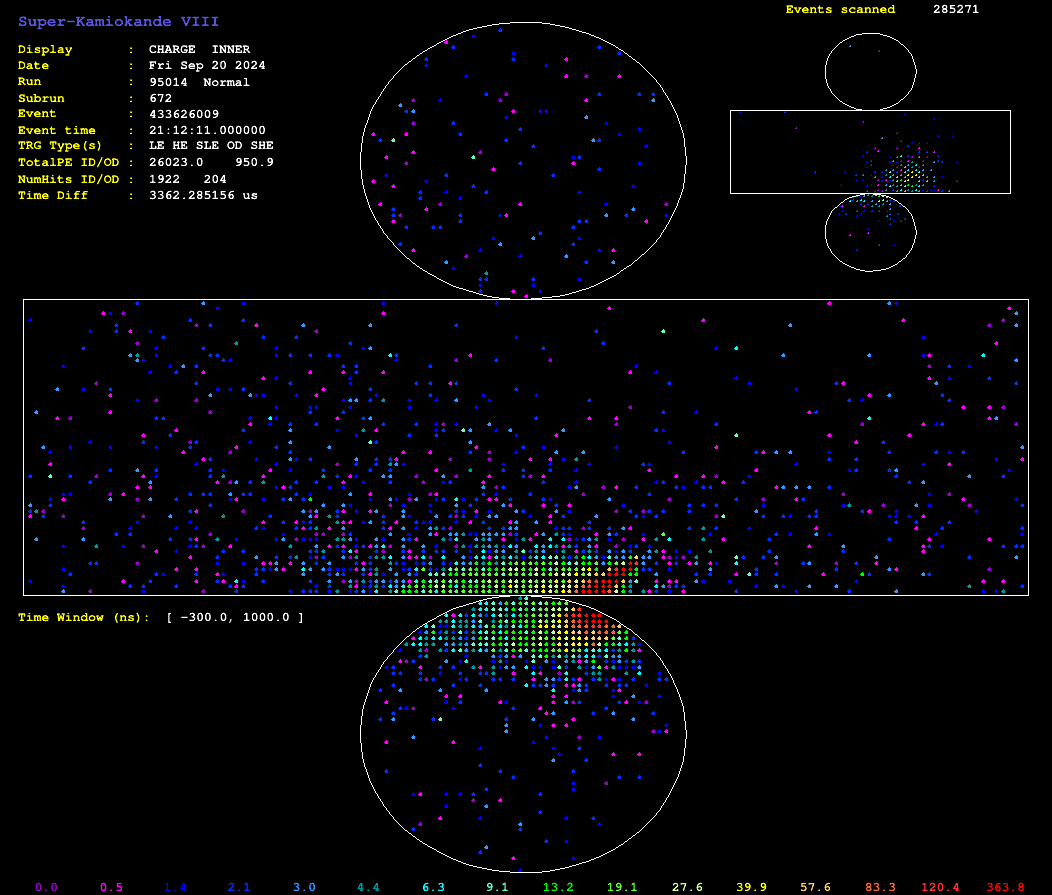 Super-Kamiokande VIII
Events scanned 285271
Display : CHARGE INNER
Date : Fri Sep 20 2024
Run : 95014 Normal
Subrun : 672
Event : 433626009
Event time : 21:12:11.000000
TRG Type(s) : LE HE SLE OD SHE
TotalPE ID/OD : 26023.0 950.9
NumHits ID/OD : 1922 204
Time Diff : 3362.285156 us
Time Window (ns): [ -300.0, 1000.0 ]
0.0 0.5 1.4 2.1 3.0 4.4 6.3 9.1 13.2 19.1 27.6 39.9 57.6 83.3 120.4 363.8